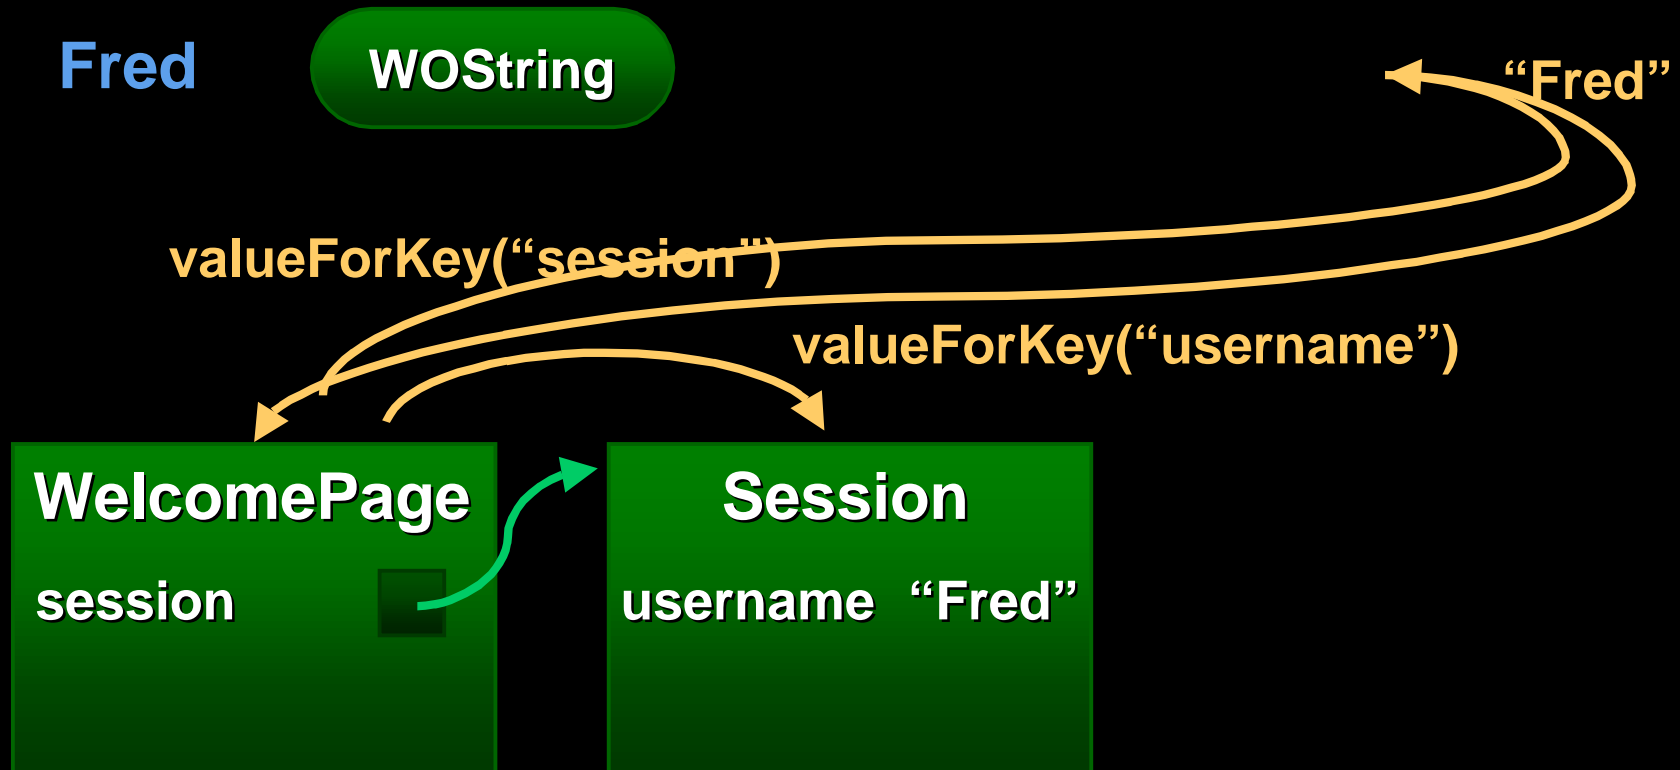 Fred
WOString
“Fred”
valueForKey(“session”)
valueForKey(“username”)
WelcomePage
Session
session
username “Fred”